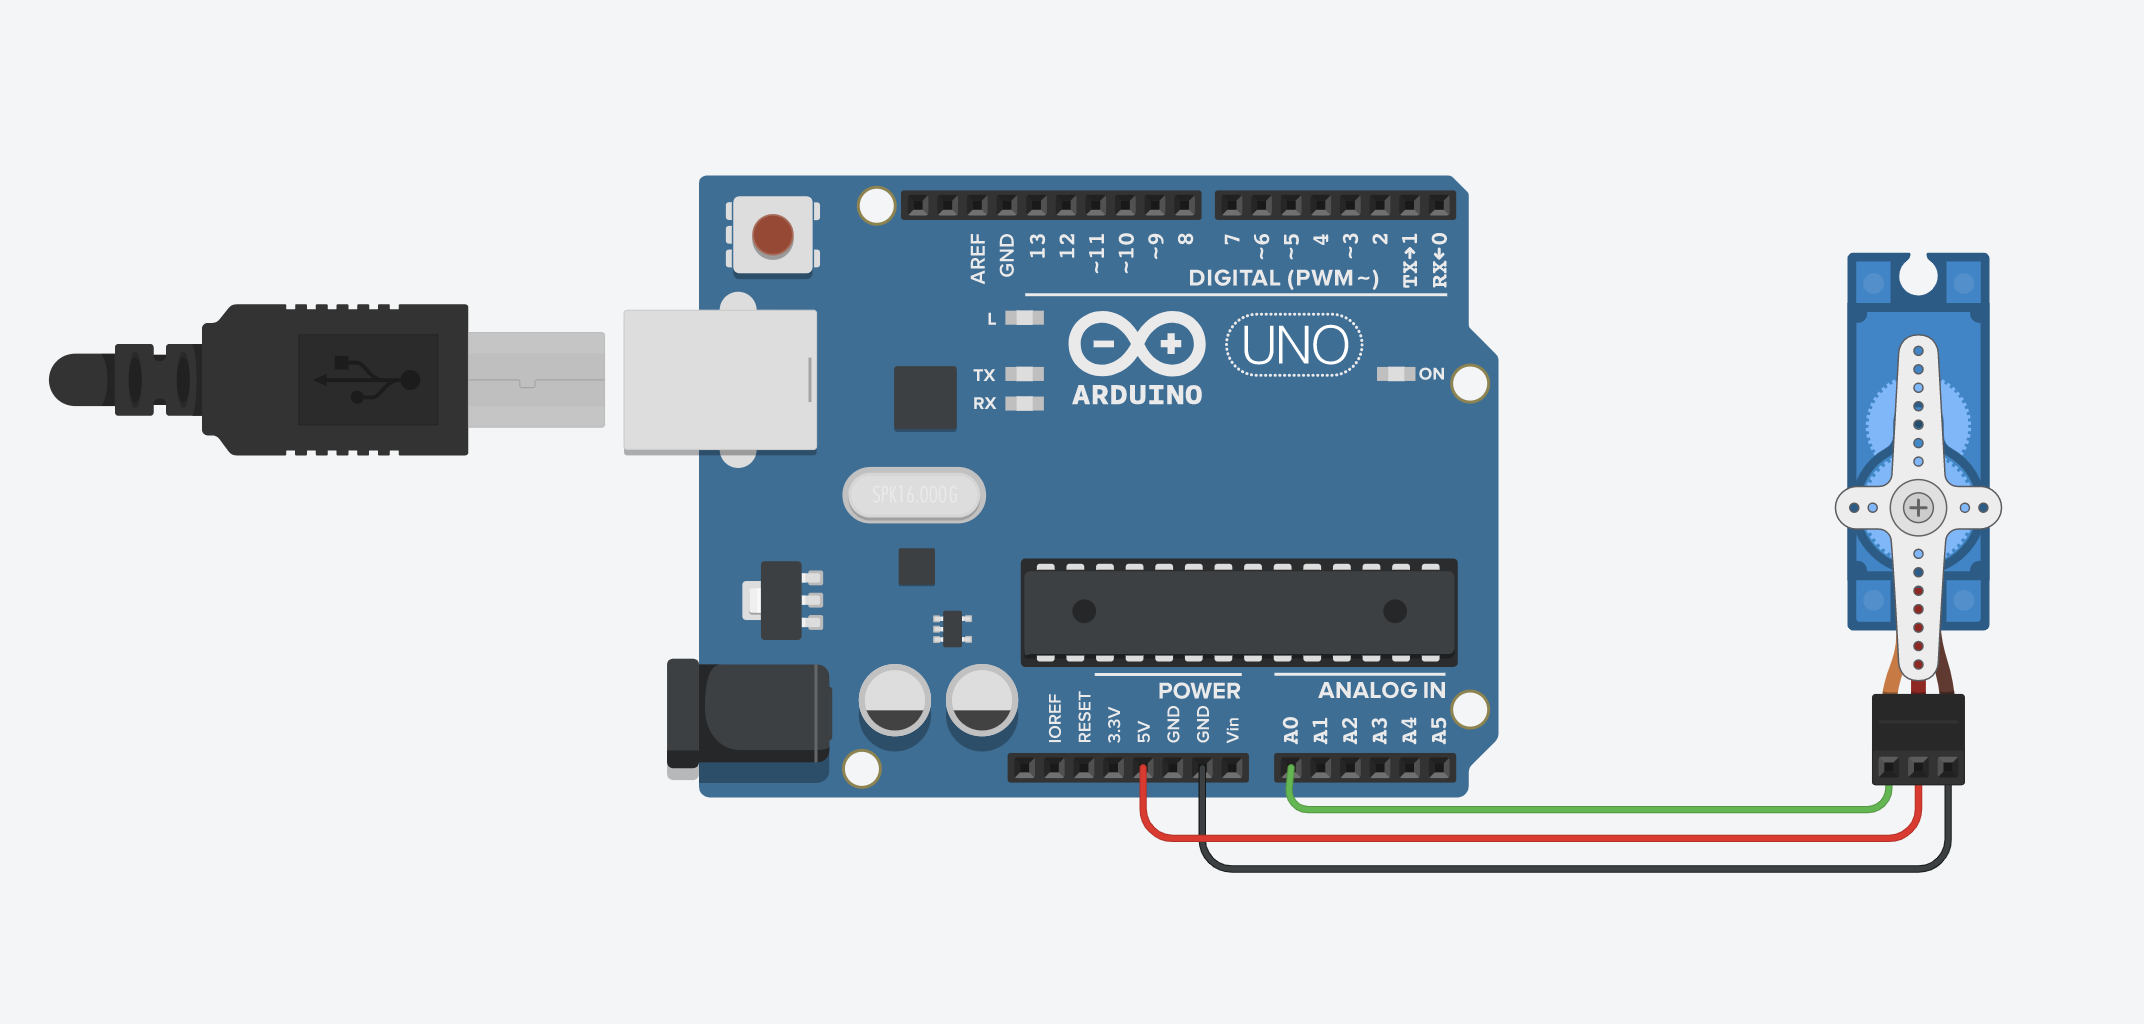 AREF
GND
13
12
~11
~10
~9
8
7
~6
~5
4
~3
2
TX→1
RX←0
DIGITAL (PWM~)
L
TX
RX
ARDUINO
UNO
ON
SPK16.000G
POWER
ANALOG IN
IOREF
RESET
3.3V
5V
GND
GND
Vin
A0
A1
A2
A3
A4
A5